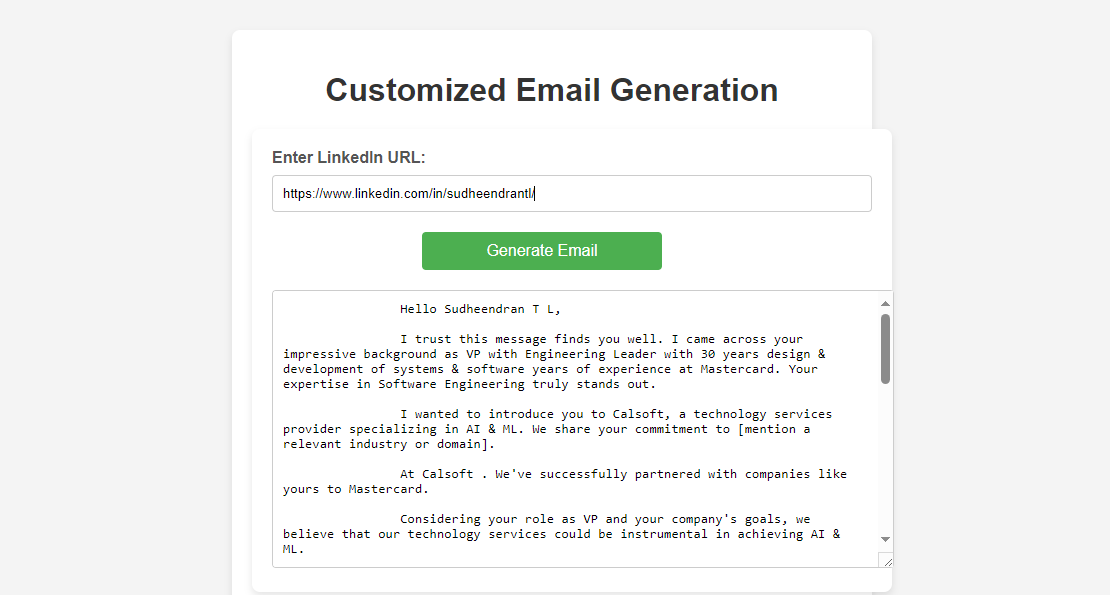 Customized Email Generation
Enter LinkedIn URL:
https://www.linkedin.com/in/sudheendrantl/
Generate Email
Hello Sudheendran T L,
I trust this message finds you well. I came across your
impressive background as VP with Engineering Leader with 30 years design &
development of systems & software years of experience at Mastercard. Your
expertise in Software Engineering truly stands out.
I wanted to introduce you to Calsoft, a technology services
provider specializing in AI & ML. We share your commitment to [mention a
relevant industry or domain].
At Calsoft . We've successfully partnered with companies like
yours to Mastercard.
Considering your role as VP and your company's goals, we
believe that our technology services could be instrumental in achieving AI &
ML.